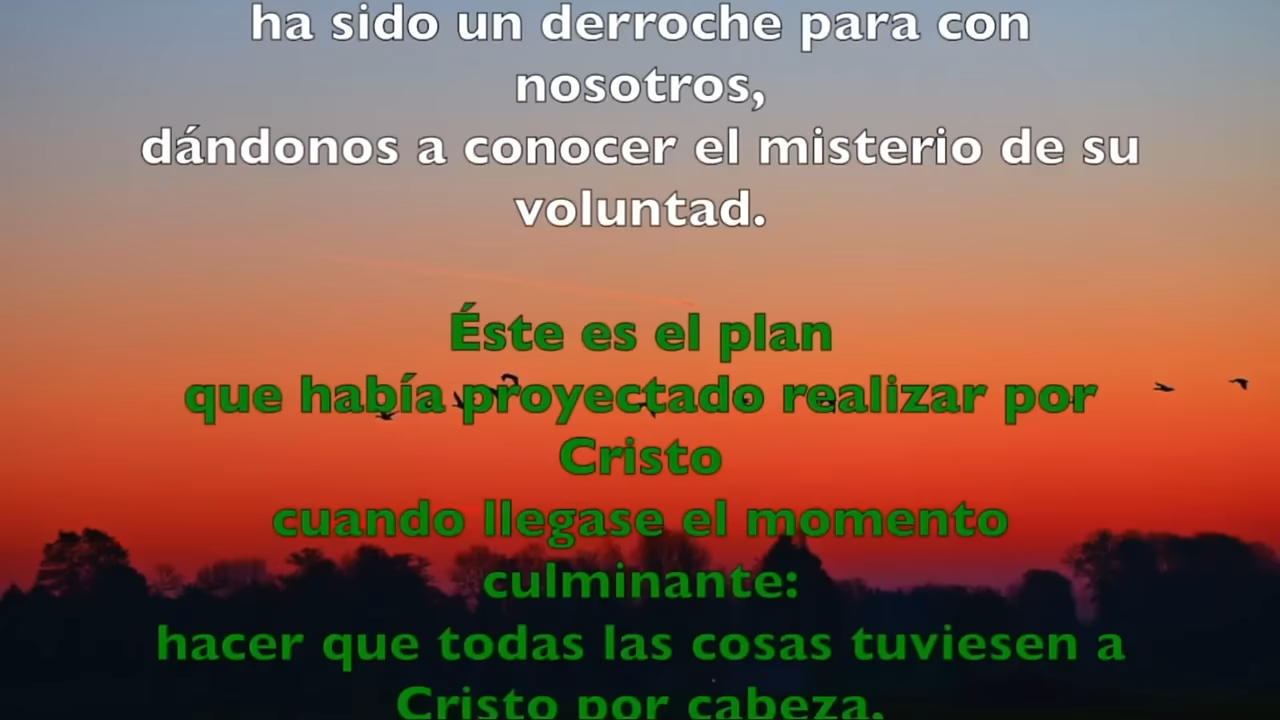 ha sido un derroche para con
nosotros,
dándonos a conocer el misterio de su
voluntad.
Éste es el plan
que había proyectado realizar por
Cristo
cuando llegase el momento
culminante:
hacer que todas las cosas tuviesen a
Cristo por cabeza,